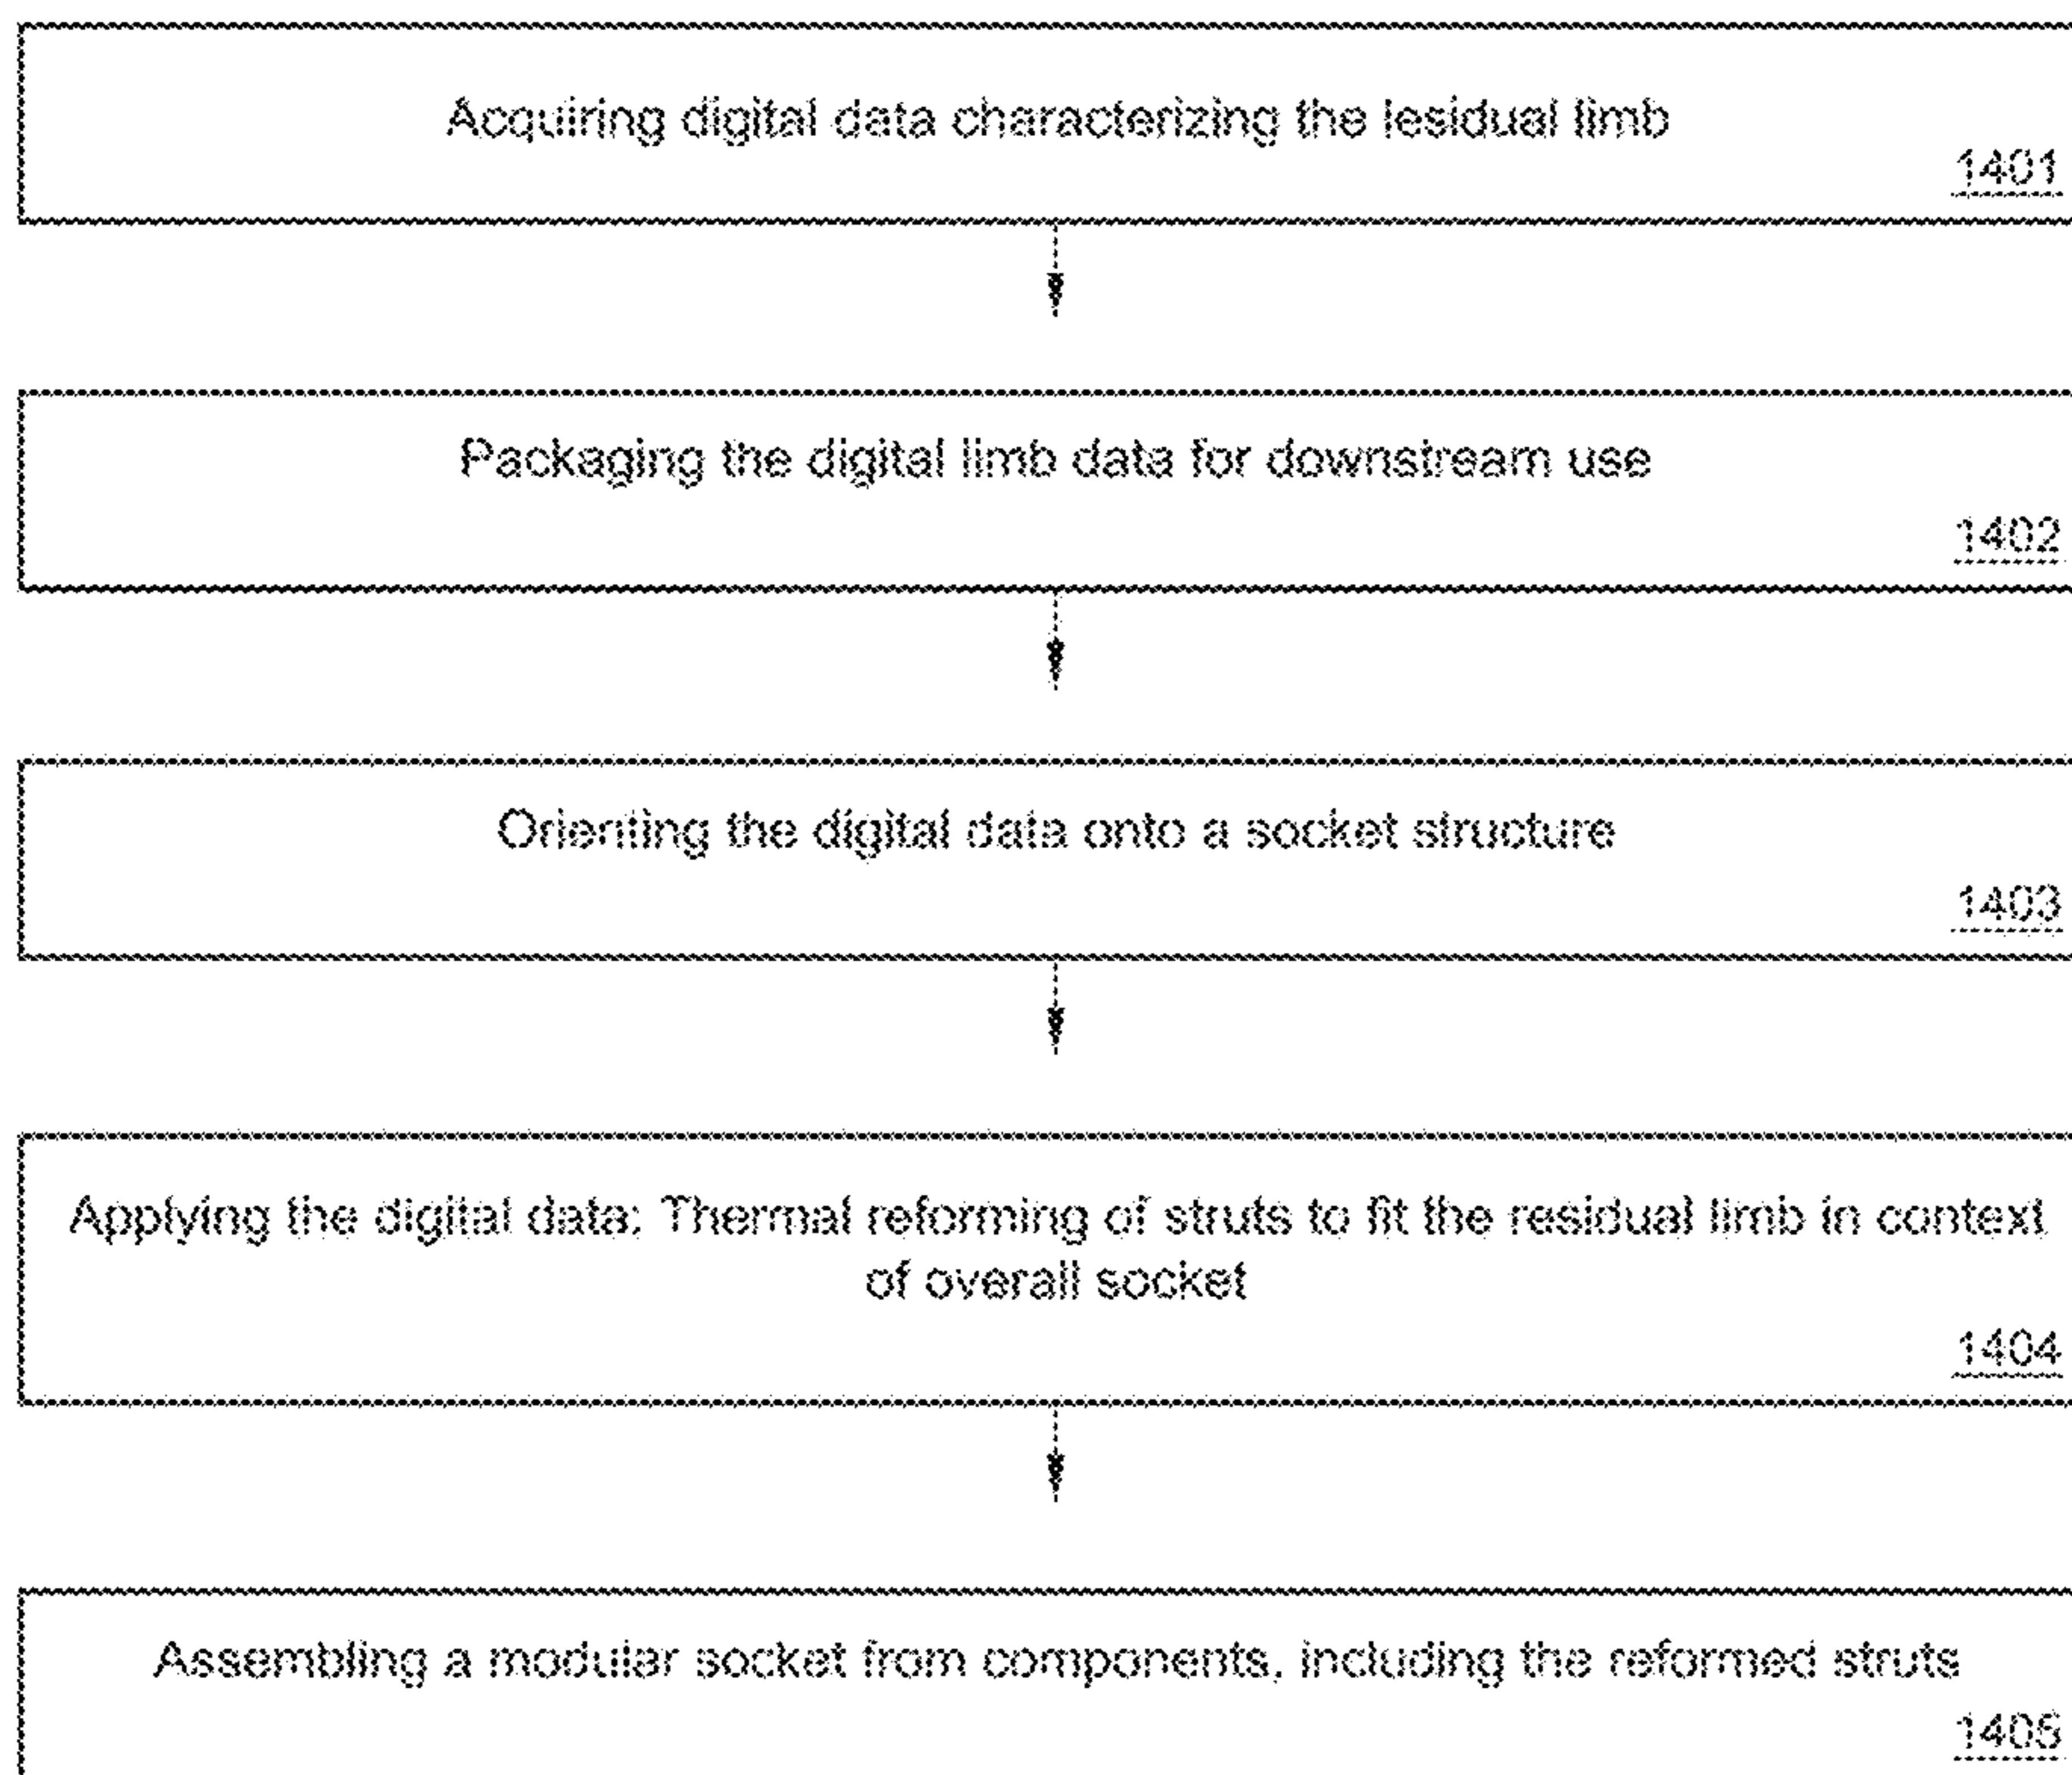 Acquiring digital data characterizing the lesidual limb
1401
Packaging the digital limb data for downstream use
1402
Orienting the digital data onto a socket structure
1403
Applying the digital data; Thermal reforming of struts to fit the residual limb in context
of overall socket
1404
Assembling a modular socket from components, including the reformed struts
1405